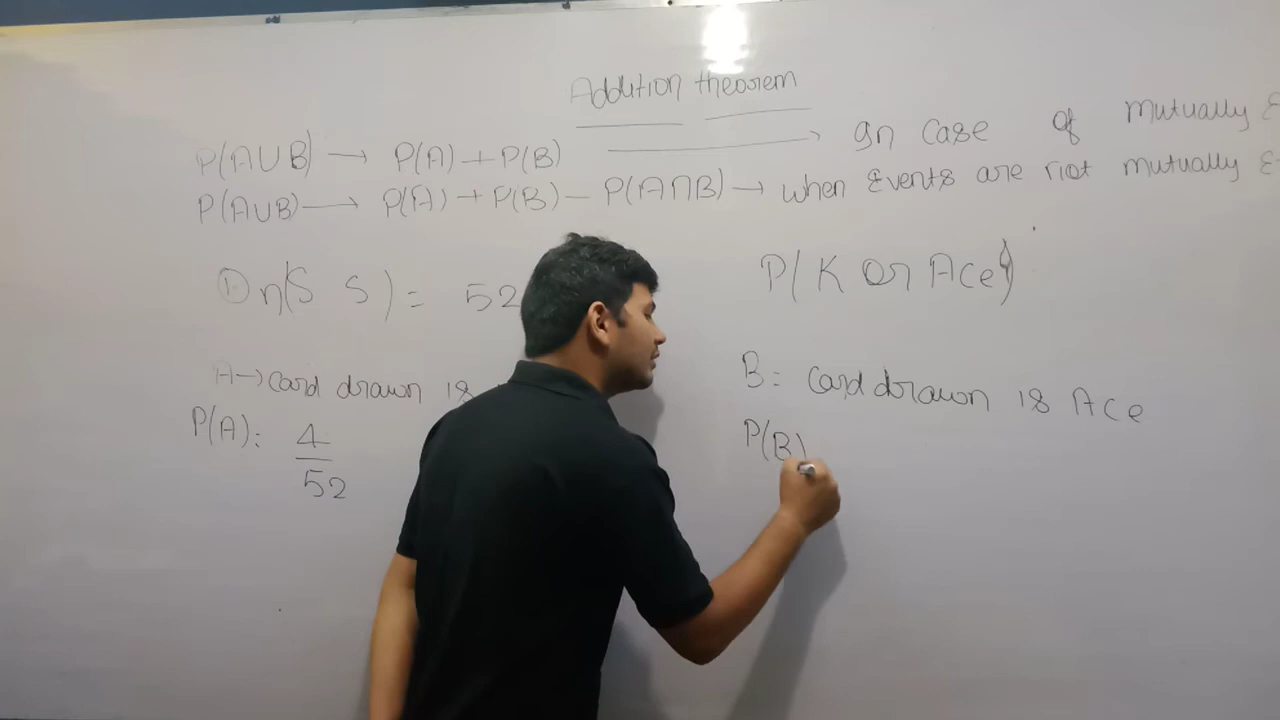 Addition theorem
P(A∪B) → P(A) + P(B) → In case of Mutually E
P(A∪B) → P(A) + P(B) – P(A∩B) → when Events are not mutually E
① n(S S) = 52
P(K or Ace)
A → Card drawn is
B = Card drawn is Ace
P(A): 4/52
P(B)